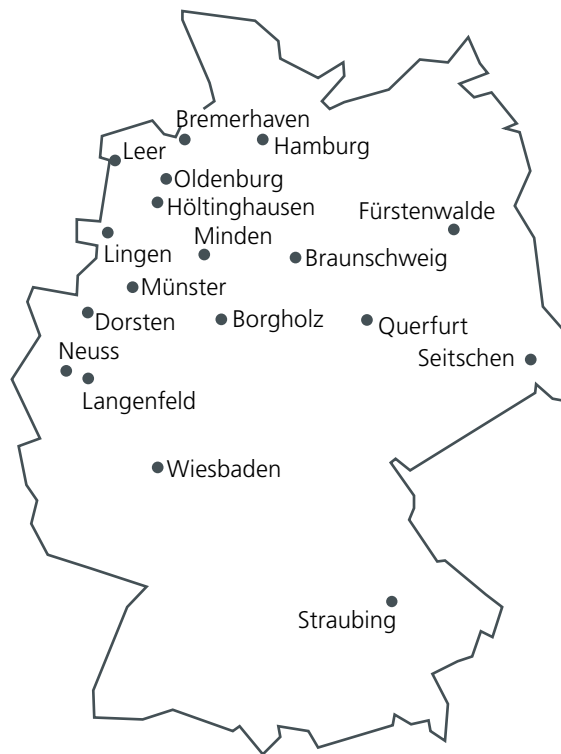 Bremerhaven
Leer
Hamburg
Oldenburg
Höltinghausen
Fürstenwalde
Lingen
Minden
Braunschweig
Münster
Dorsten
Borgholz
Querfurt
Neuss
Seitschen
Langenfeld
Wiesbaden
Straubing